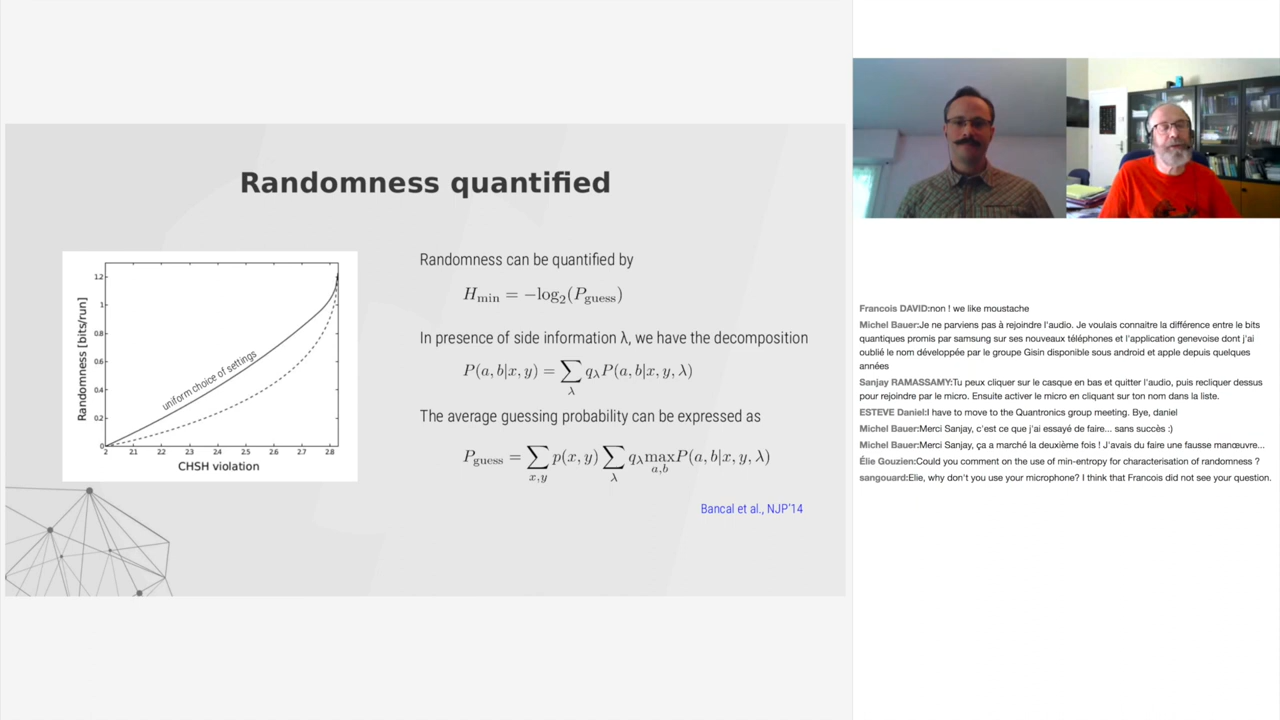 Randomness quantified
Randomness [bits/run]
1.2
1
0.8
0.6
0.4
0.2
0
uniform choice of settings
2 2.1 2.2 2.3 2.4 2.5 2.6 2.7 2.8
CHSH violation
Randomness can be quantified by
H_min = −log_2(P_guess)
In presence of side information λ, we have the decomposition
P(a, b|x, y) = ∑_λ q_λ P(a, b|x, y, λ)
The average guessing probability can be expressed as
P_guess = ∑_{x,y} p(x, y) ∑_λ q_λ max_{a,b} P(a, b|x, y, λ)
Bancal et al., NJP'14
Francois DAVID:non ! we like moustache
Michel Bauer:Je ne parviens pas à rejoindre l'audio. Je voulais connaitre la différence entre le bits
quantiques promis par samsung sur ses nouveaux téléphones et l'application genevoise dont j'ai
oublié le nom développée par le groupe Gisin disponible sous android et apple depuis quelques
années
Sanjay RAMASSAMY:Tu peux cliquer sur le casque en bas et quitter l'audio, puis recliquer dessus
pour rejoindre par le micro. Ensuite activer le micro en cliquant sur ton nom dans la liste.
ESTEVE Daniel:I have to move to the Quantronics group meeting. Bye, daniel
Michel Bauer:Merci Sanjay, c'est ce que j'ai essayé de faire... sans succès :)
Michel Bauer:Merci Sanjay, ça a marché la deuxième fois ! J'avais du faire une fausse manœuvre...
Élie Gouzien:Could you comment on the use of min-entropy for characterisation of randomness ?
sangouard:Elie, why don't you use your microphone? I think that Francois did not see your question.